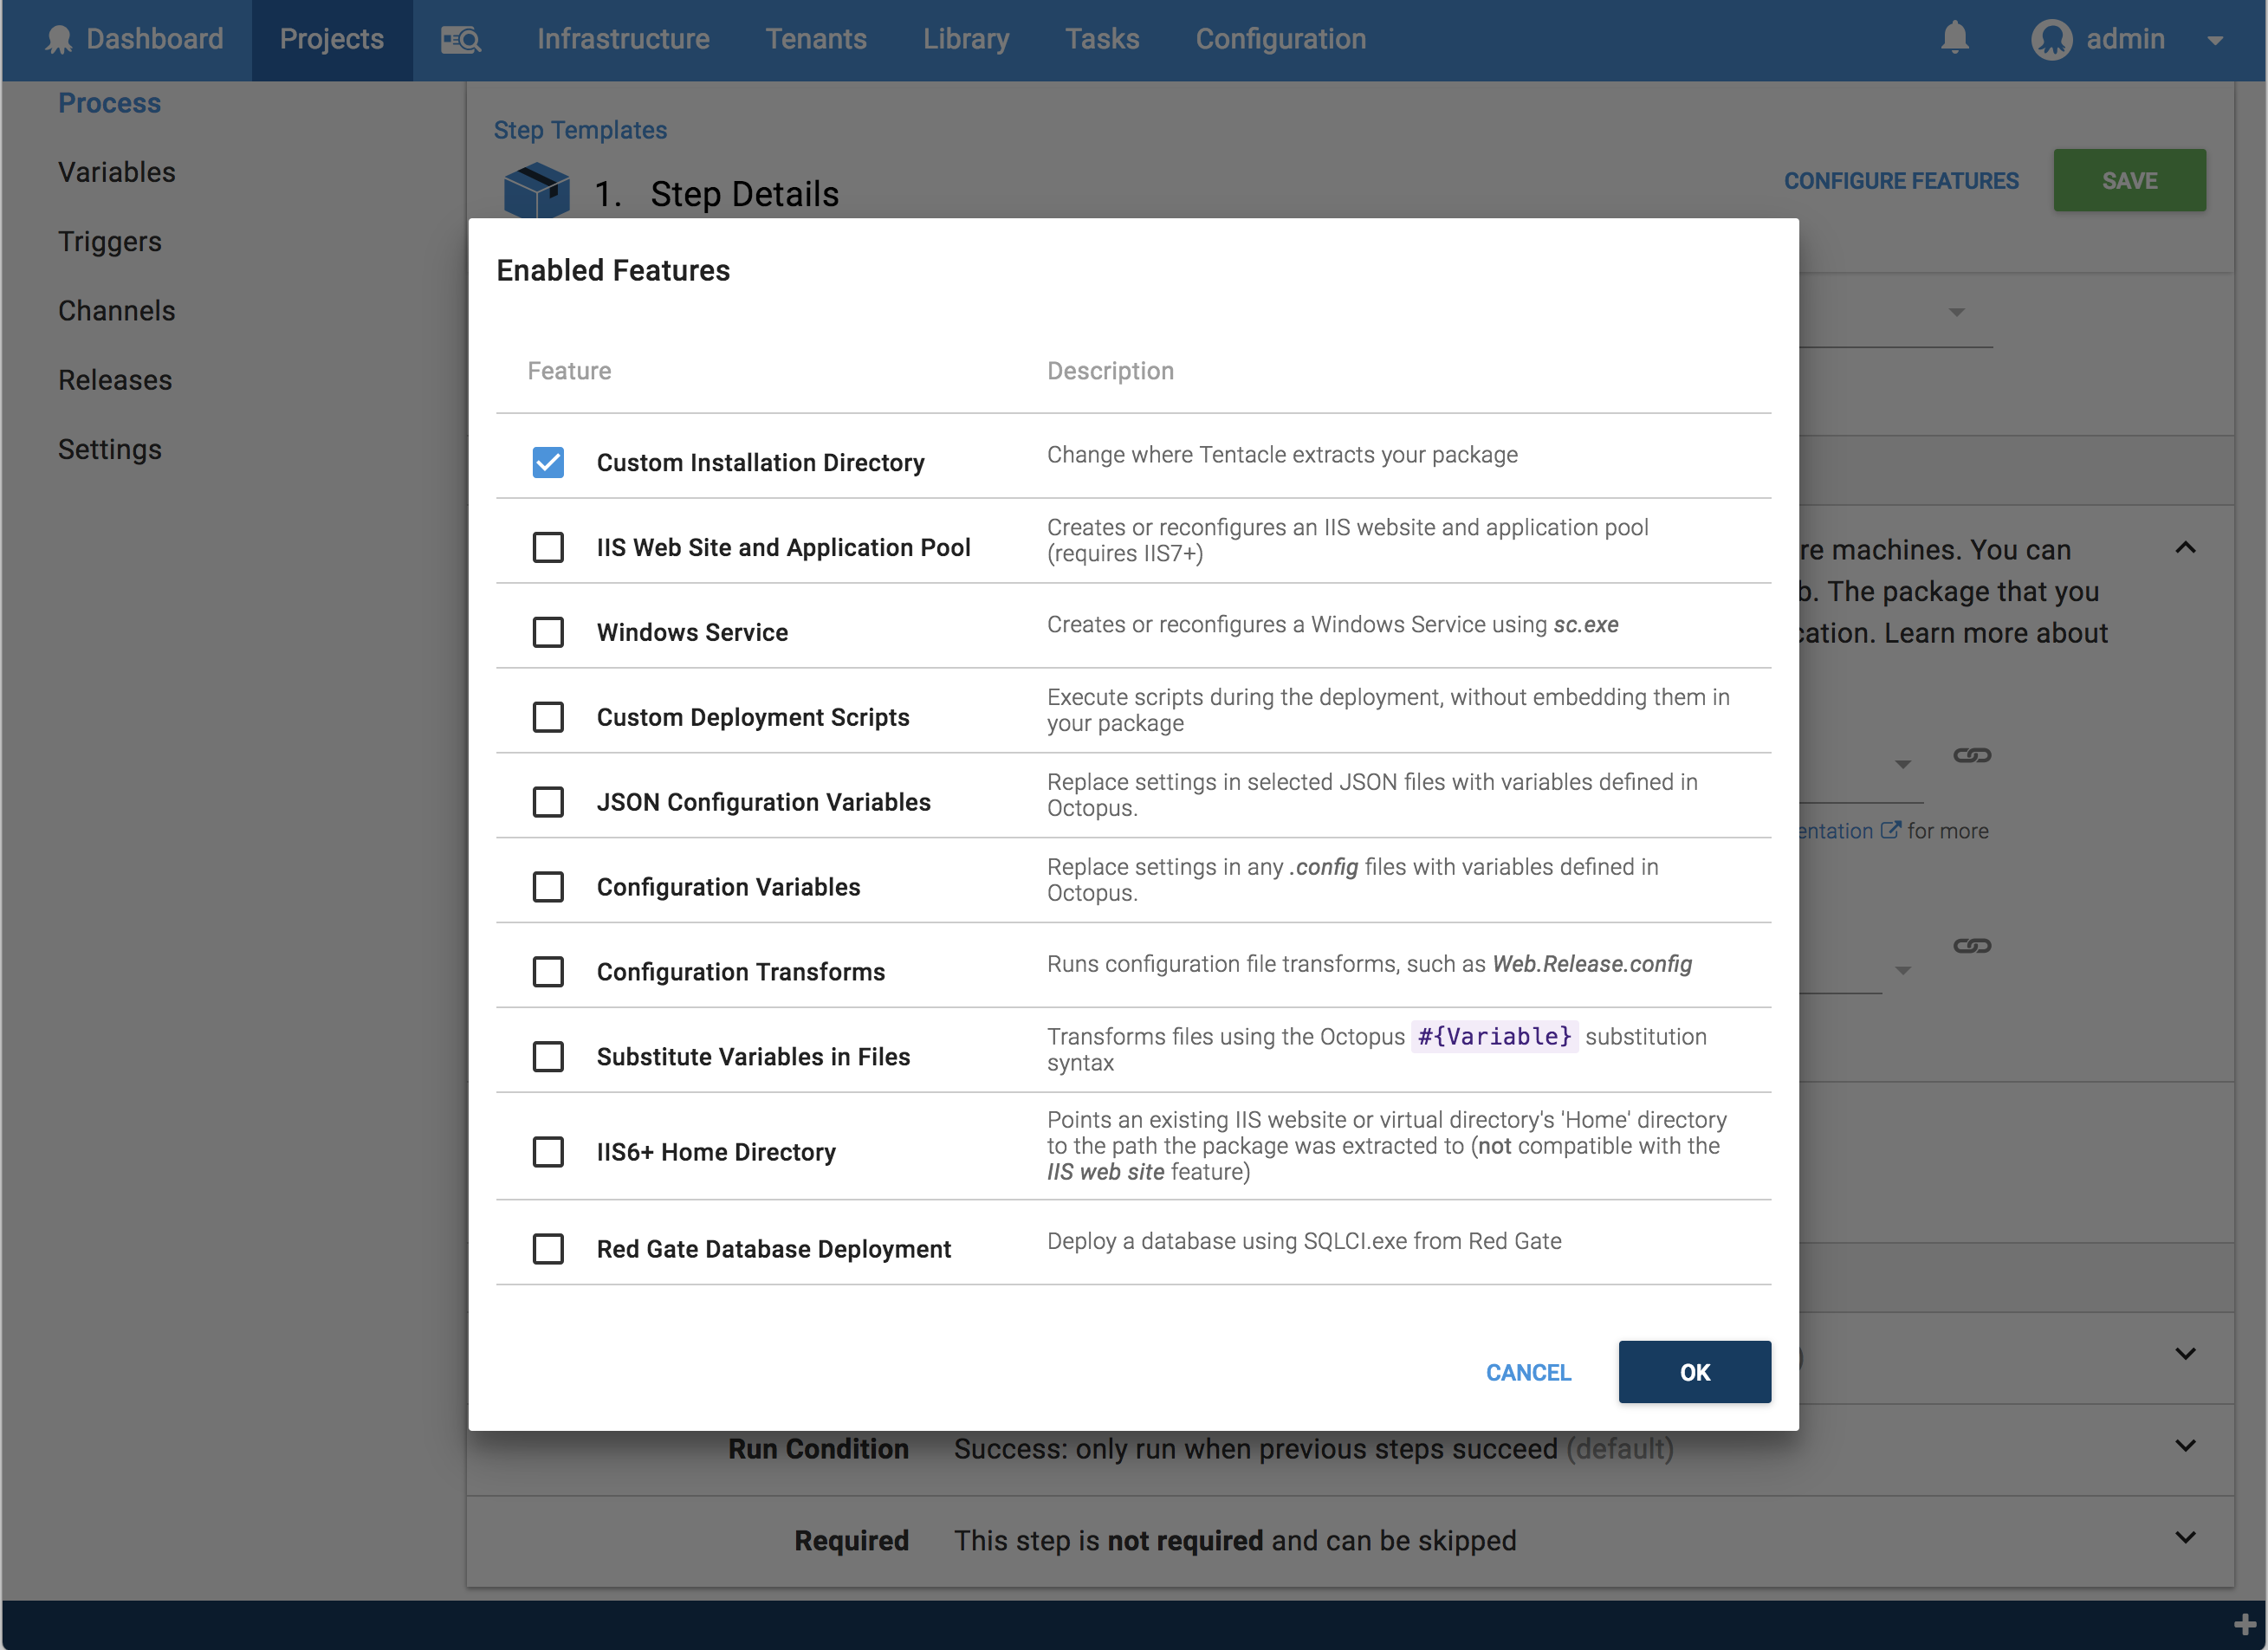 Dashboard Projects Infrastructure Tenants Library Tasks Configuration admin
Process
Variables
Triggers
Channels
Releases
Settings
Step Templates
1. Step Details
CONFIGURE FEATURES
SAVE
Enabled Features
Feature Description
Custom Installation Directory
Change where Tentacle extracts your package
IIS Web Site and Application Pool
Creates or reconfigures an IIS website and application pool
(requires IIS7+)
Windows Service
Creates or reconfigures a Windows Service using sc.exe
Custom Deployment Scripts
Execute scripts during the deployment, without embedding them in
your package
JSON Configuration Variables
Replace settings in selected JSON files with variables defined in
Octopus.
Configuration Variables
Replace settings in any .config files with variables defined in
Octopus.
Configuration Transforms
Runs configuration file transforms, such as Web.Release.config
Substitute Variables in Files
Transforms files using the Octopus #{Variable} substitution
syntax
IIS6+ Home Directory
Points an existing IIS website or virtual directory's 'Home' directory
to the path the package was extracted to (not compatible with the
IIS web site feature)
Red Gate Database Deployment
Deploy a database using SQLCI.exe from Red Gate
CANCEL OK
machines. You can
The package that you
Learn more about
for more
Run Condition Success: only run when previous steps succeed (default)
Required This step is not required and can be skipped